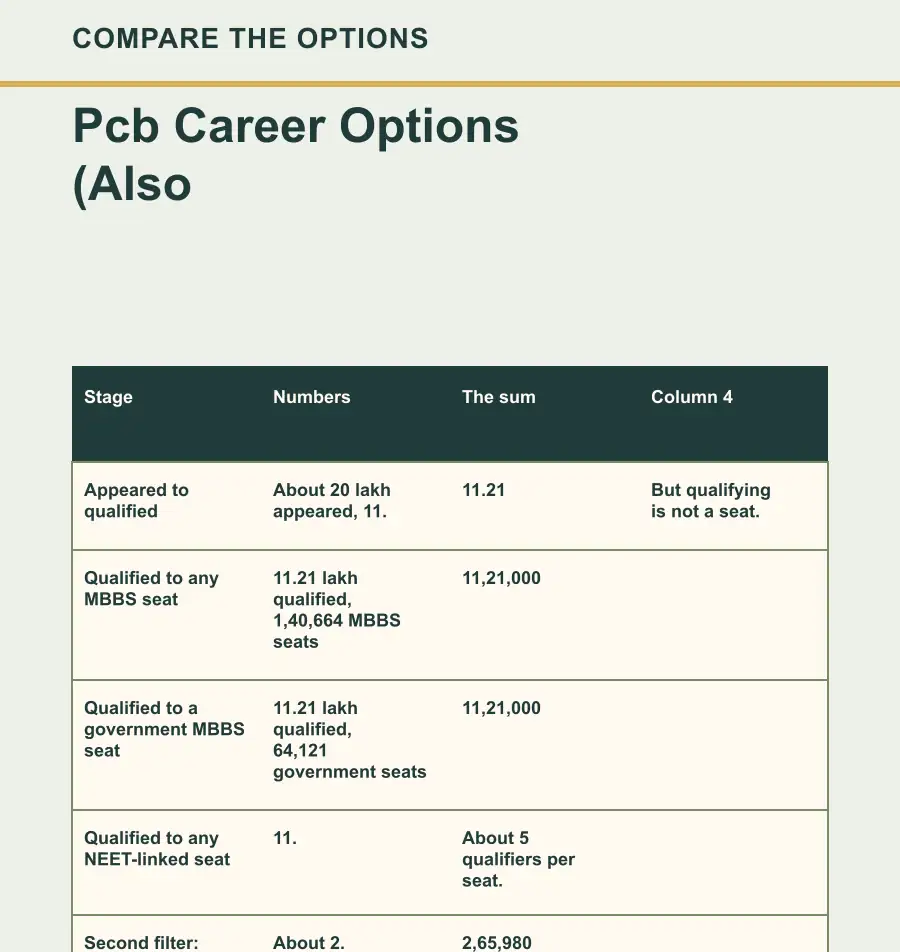 COMPARE THE OPTIONS
Pcb Career Options
(Also
Stage
Numbers
The sum
Column 4
Appeared to
qualified
About 20 lakh
appeared, 11.
11.21
But qualifying
is not a seat.
Qualified to any
MBBS seat
11.21 lakh
qualified,
1,40,664 MBBS
seats
11,21,000
Qualified to a
government MBBS
seat
11.21 lakh
qualified,
64,121
government seats
11,21,000
Qualified to any
NEET-linked seat
11.
About 5
qualifiers per
seat.
Second filter:
About 2.
2,65,980